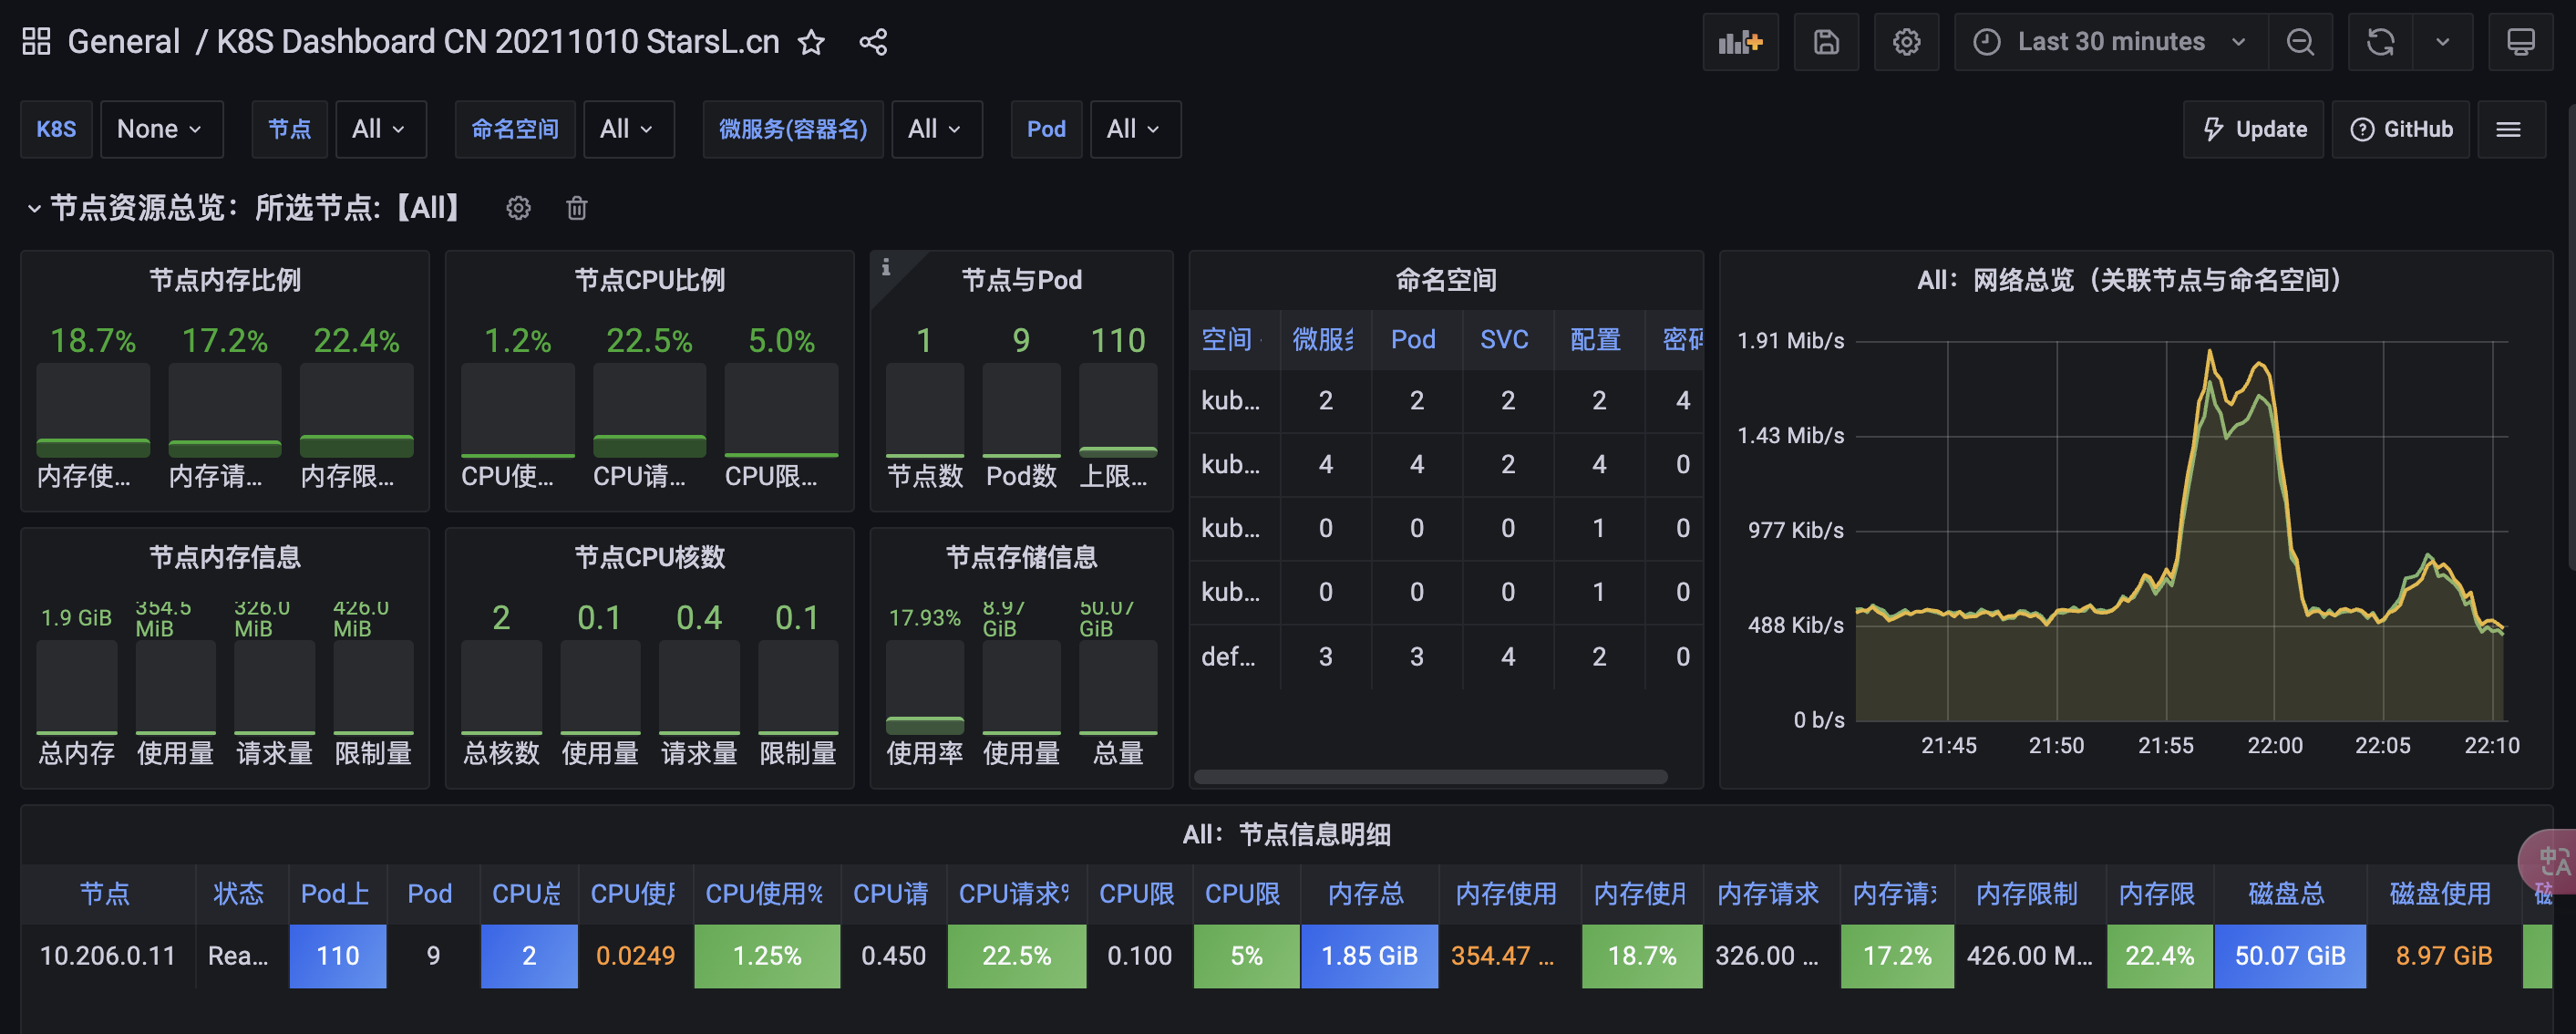 General / K8S Dashboard CN 20211010 StarsL.cn
Last 30 minutes
K8S None 节点 All 命名空间 All 微服务(容器名) All Pod All
Update GitHub
节点资源总览：所选节点:【All】
节点内存比例
18.7% 17.2% 22.4%
内存使... 内存请... 内存限...
节点CPU比例
1.2% 22.5% 5.0%
CPU使... CPU请... CPU限...
节点与Pod
1 9 110
节点数 Pod数 上限...
节点内存信息
1.9 GiB 354.5 MiB 326.0 MiB 426.0 MiB
总内存 使用量 请求量 限制量
节点CPU核数
2 0.1 0.4 0.1
总核数 使用量 请求量 限制量
节点存储信息
17.93% 8.97 GiB 50.07 GiB
使用率 使用量 总量
命名空间
空间 微服务 Pod SVC 配置 密码
kub... 2 2 2 2 4
kub... 4 4 2 4 0
kub... 0 0 0 1 0
kub... 0 0 0 1 0
def... 3 3 4 2 0
All：网络总览（关联节点与命名空间）
1.91 Mib/s
1.43 Mib/s
977 Kib/s
488 Kib/s
0 b/s
21:45 21:50 21:55 22:00 22:05 22:10
All：节点信息明细
节点 状态 Pod上 Pod CPU总 CPU使用 CPU使用% CPU请 CPU请求% CPU限 CPU限 内存总 内存使用 内存使用 内存请求 内存请求 内存限制 内存限 磁盘总 磁盘使用 磁
10.206.0.11 Rea... 110 9 2 0.0249 1.25% 0.450 22.5% 0.100 5% 1.85 GiB 354.47 ... 18.7% 326.00 ... 17.2% 426.00 M... 22.4% 50.07 GiB 8.97 GiB
中A